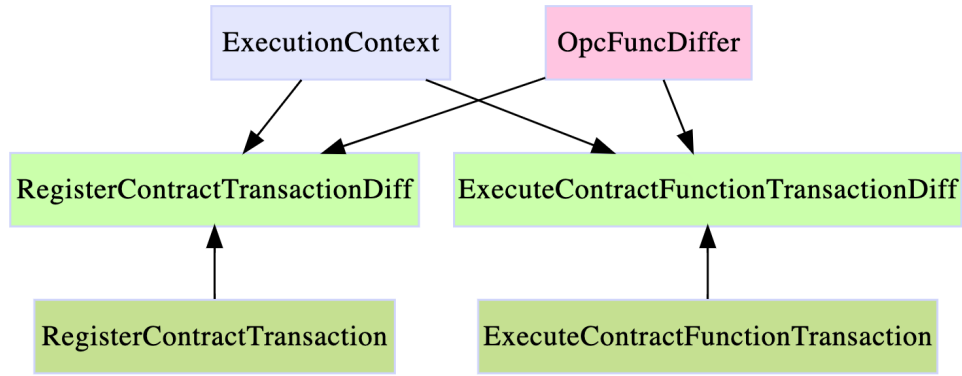 ExecutionContext
OpcFuncDiffer
RegisterContractTransactionDiff
ExecuteContractFunctionTransactionDiff
RegisterContractTransaction
ExecuteContractFunctionTransaction